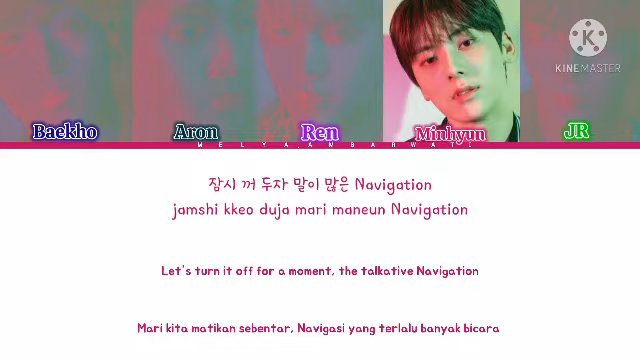 KINEMASTER
Baekho Aron Ren Minhyun JR
MELYA.AMBARWATI
잠시 꺼 두자 말이 많은 Navigation
jamshi kkeo duja mari maneun Navigation
Let's turn it off for a moment, the talkative Navigation
Mari kita matikan sebentar, Navigasi yang terlalu banyak bicara